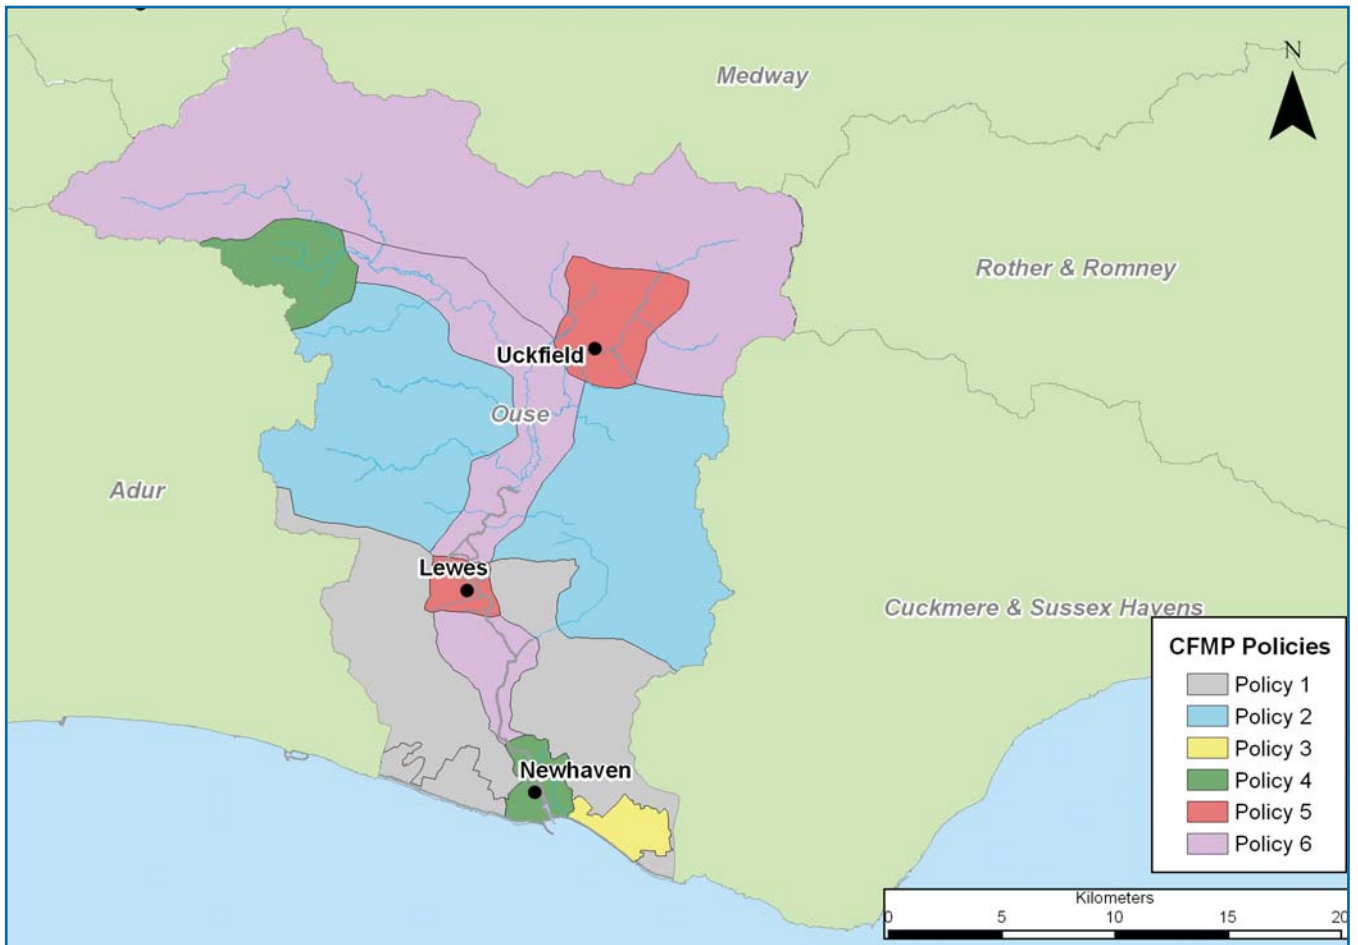 Medway
N
Rother & Romney
Uckfield
Ouse
Adur
Lewes
Cuckmere & Sussex Havens
Newhaven
CFMP Policies
Policy 1
Policy 2
Policy 3
Policy 4
Policy 5
Policy 6
Kilometers
0 5 10 15 20